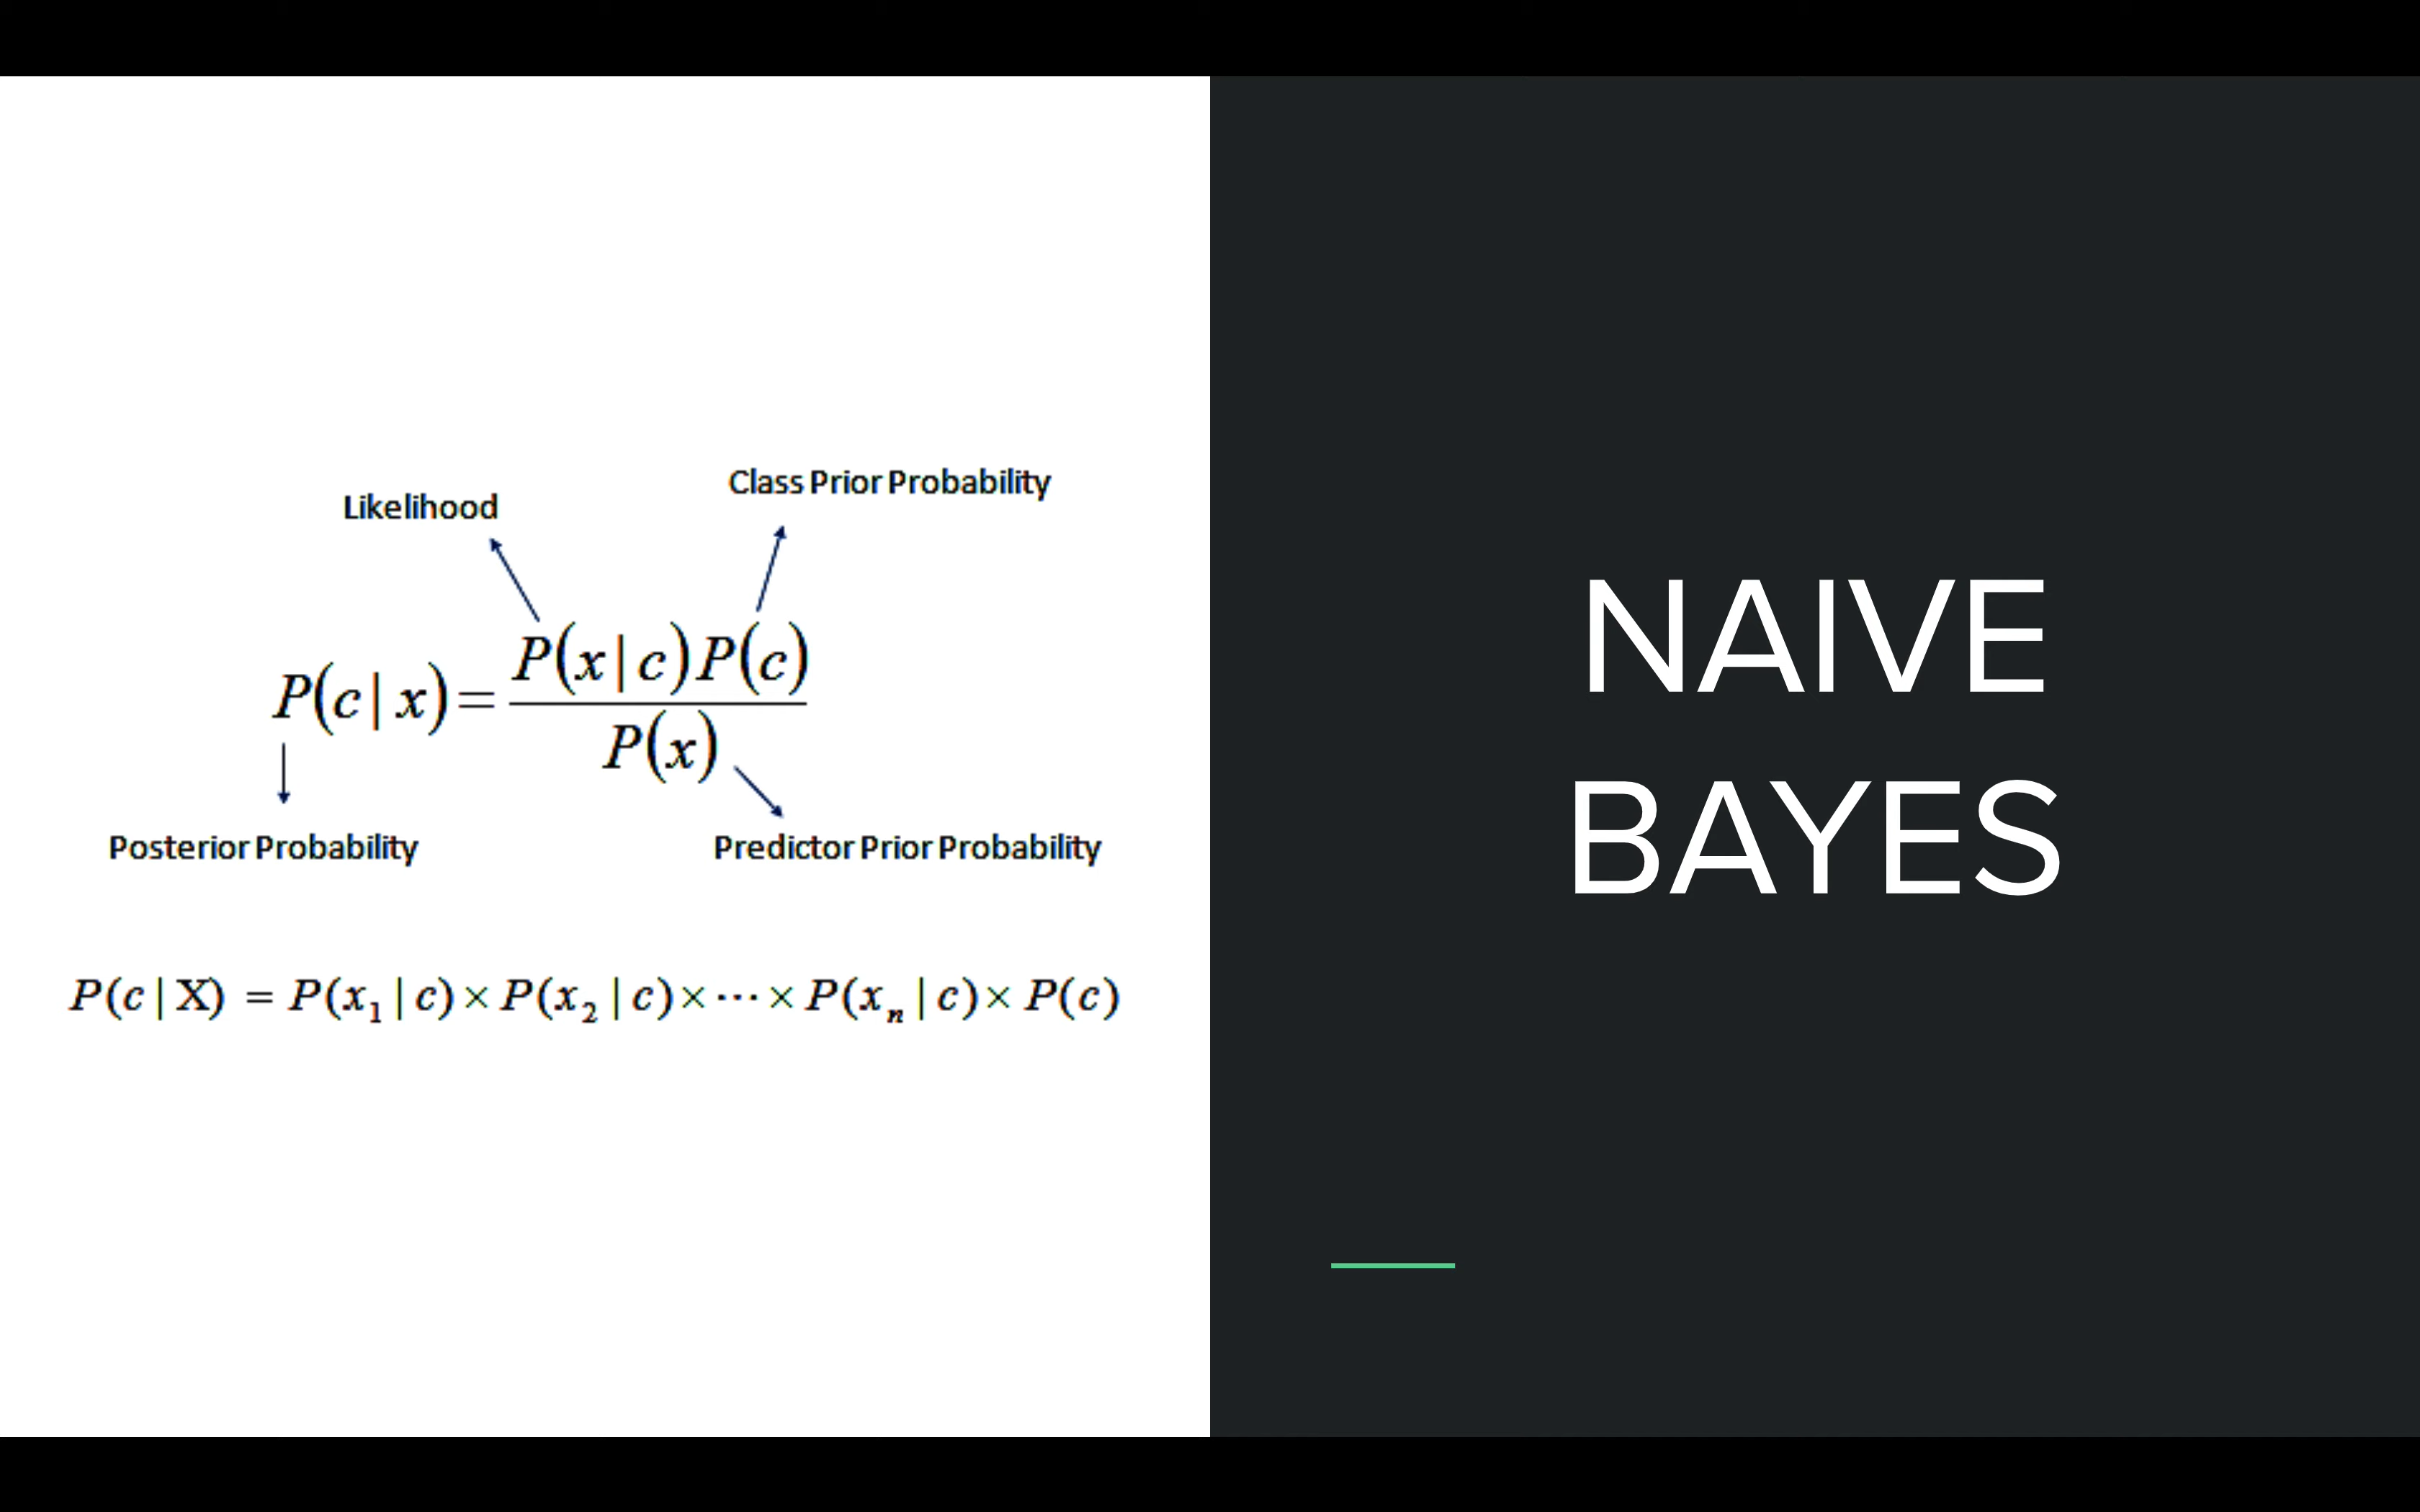 Likelihood
Class Prior Probability
P(c | x) = P(x | c) P(c) / P(x)
Posterior Probability
Predictor Prior Probability
P(c | X) = P(x₁ | c) × P(x₂ | c) × ··· × P(xₙ | c) × P(c)
NAIVE
BAYES